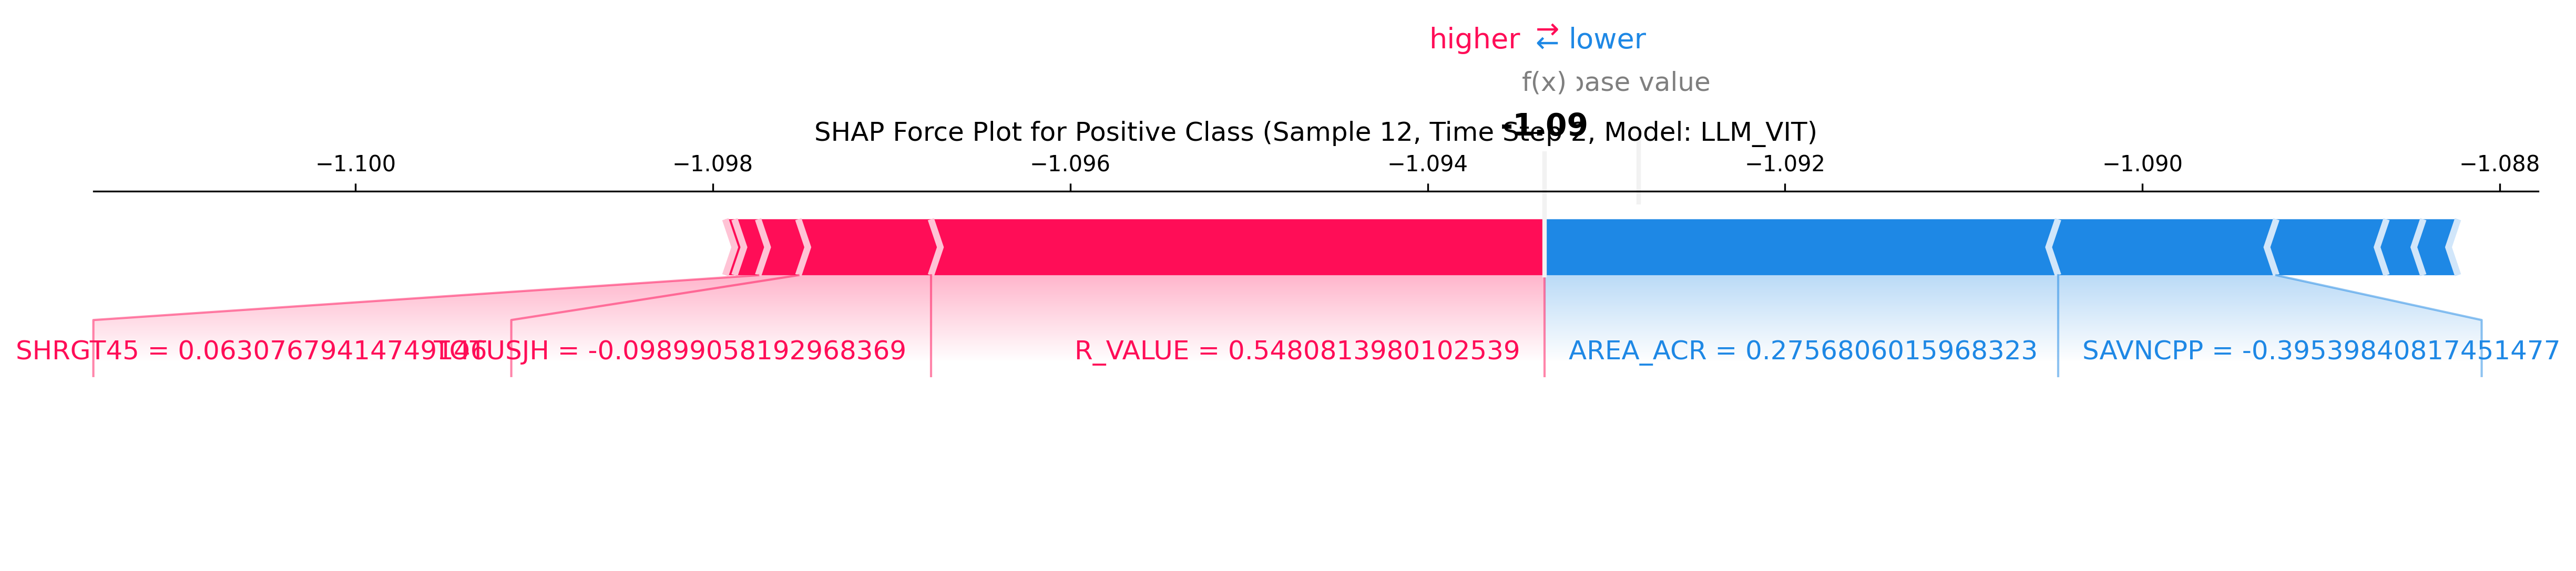 higher ⇄ lower
f(x) base value
-1.09
SHAP Force Plot for Positive Class (Sample 12, Time Step 2, Model: LLM_VIT)
−1.100 −1.098 −1.096 −1.094 −1.092 −1.090 −1.088
SHRGT45 = 0.06307679414749146 TOTUSJH = -0.09899058192968369 R_VALUE = 0.5480813980102539 AREA_ACR = 0.2756806015968323 SAVNCPP = -0.39539840817451477